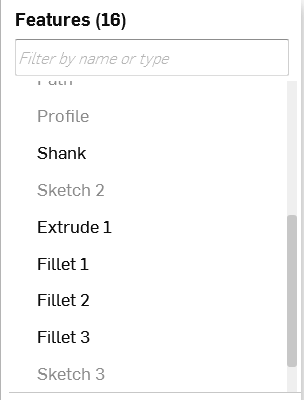 Features (16)
Filter by name or type
Path
Profile
Shank
Sketch 2
Extrude 1
Fillet 1
Fillet 2
Fillet 3
Sketch 3